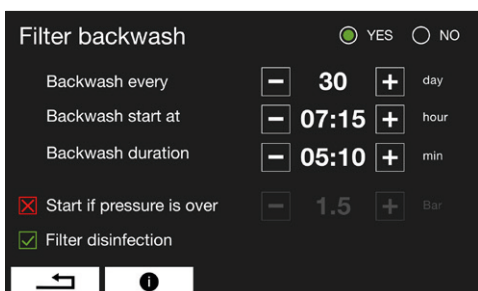 Filter backwash YES NO
Backwash every − 30 + day
Backwash start at − 07:15 + hour
Backwash duration − 05:10 + min
Start if pressure is over − 1.5 + Bar
Filter disinfection